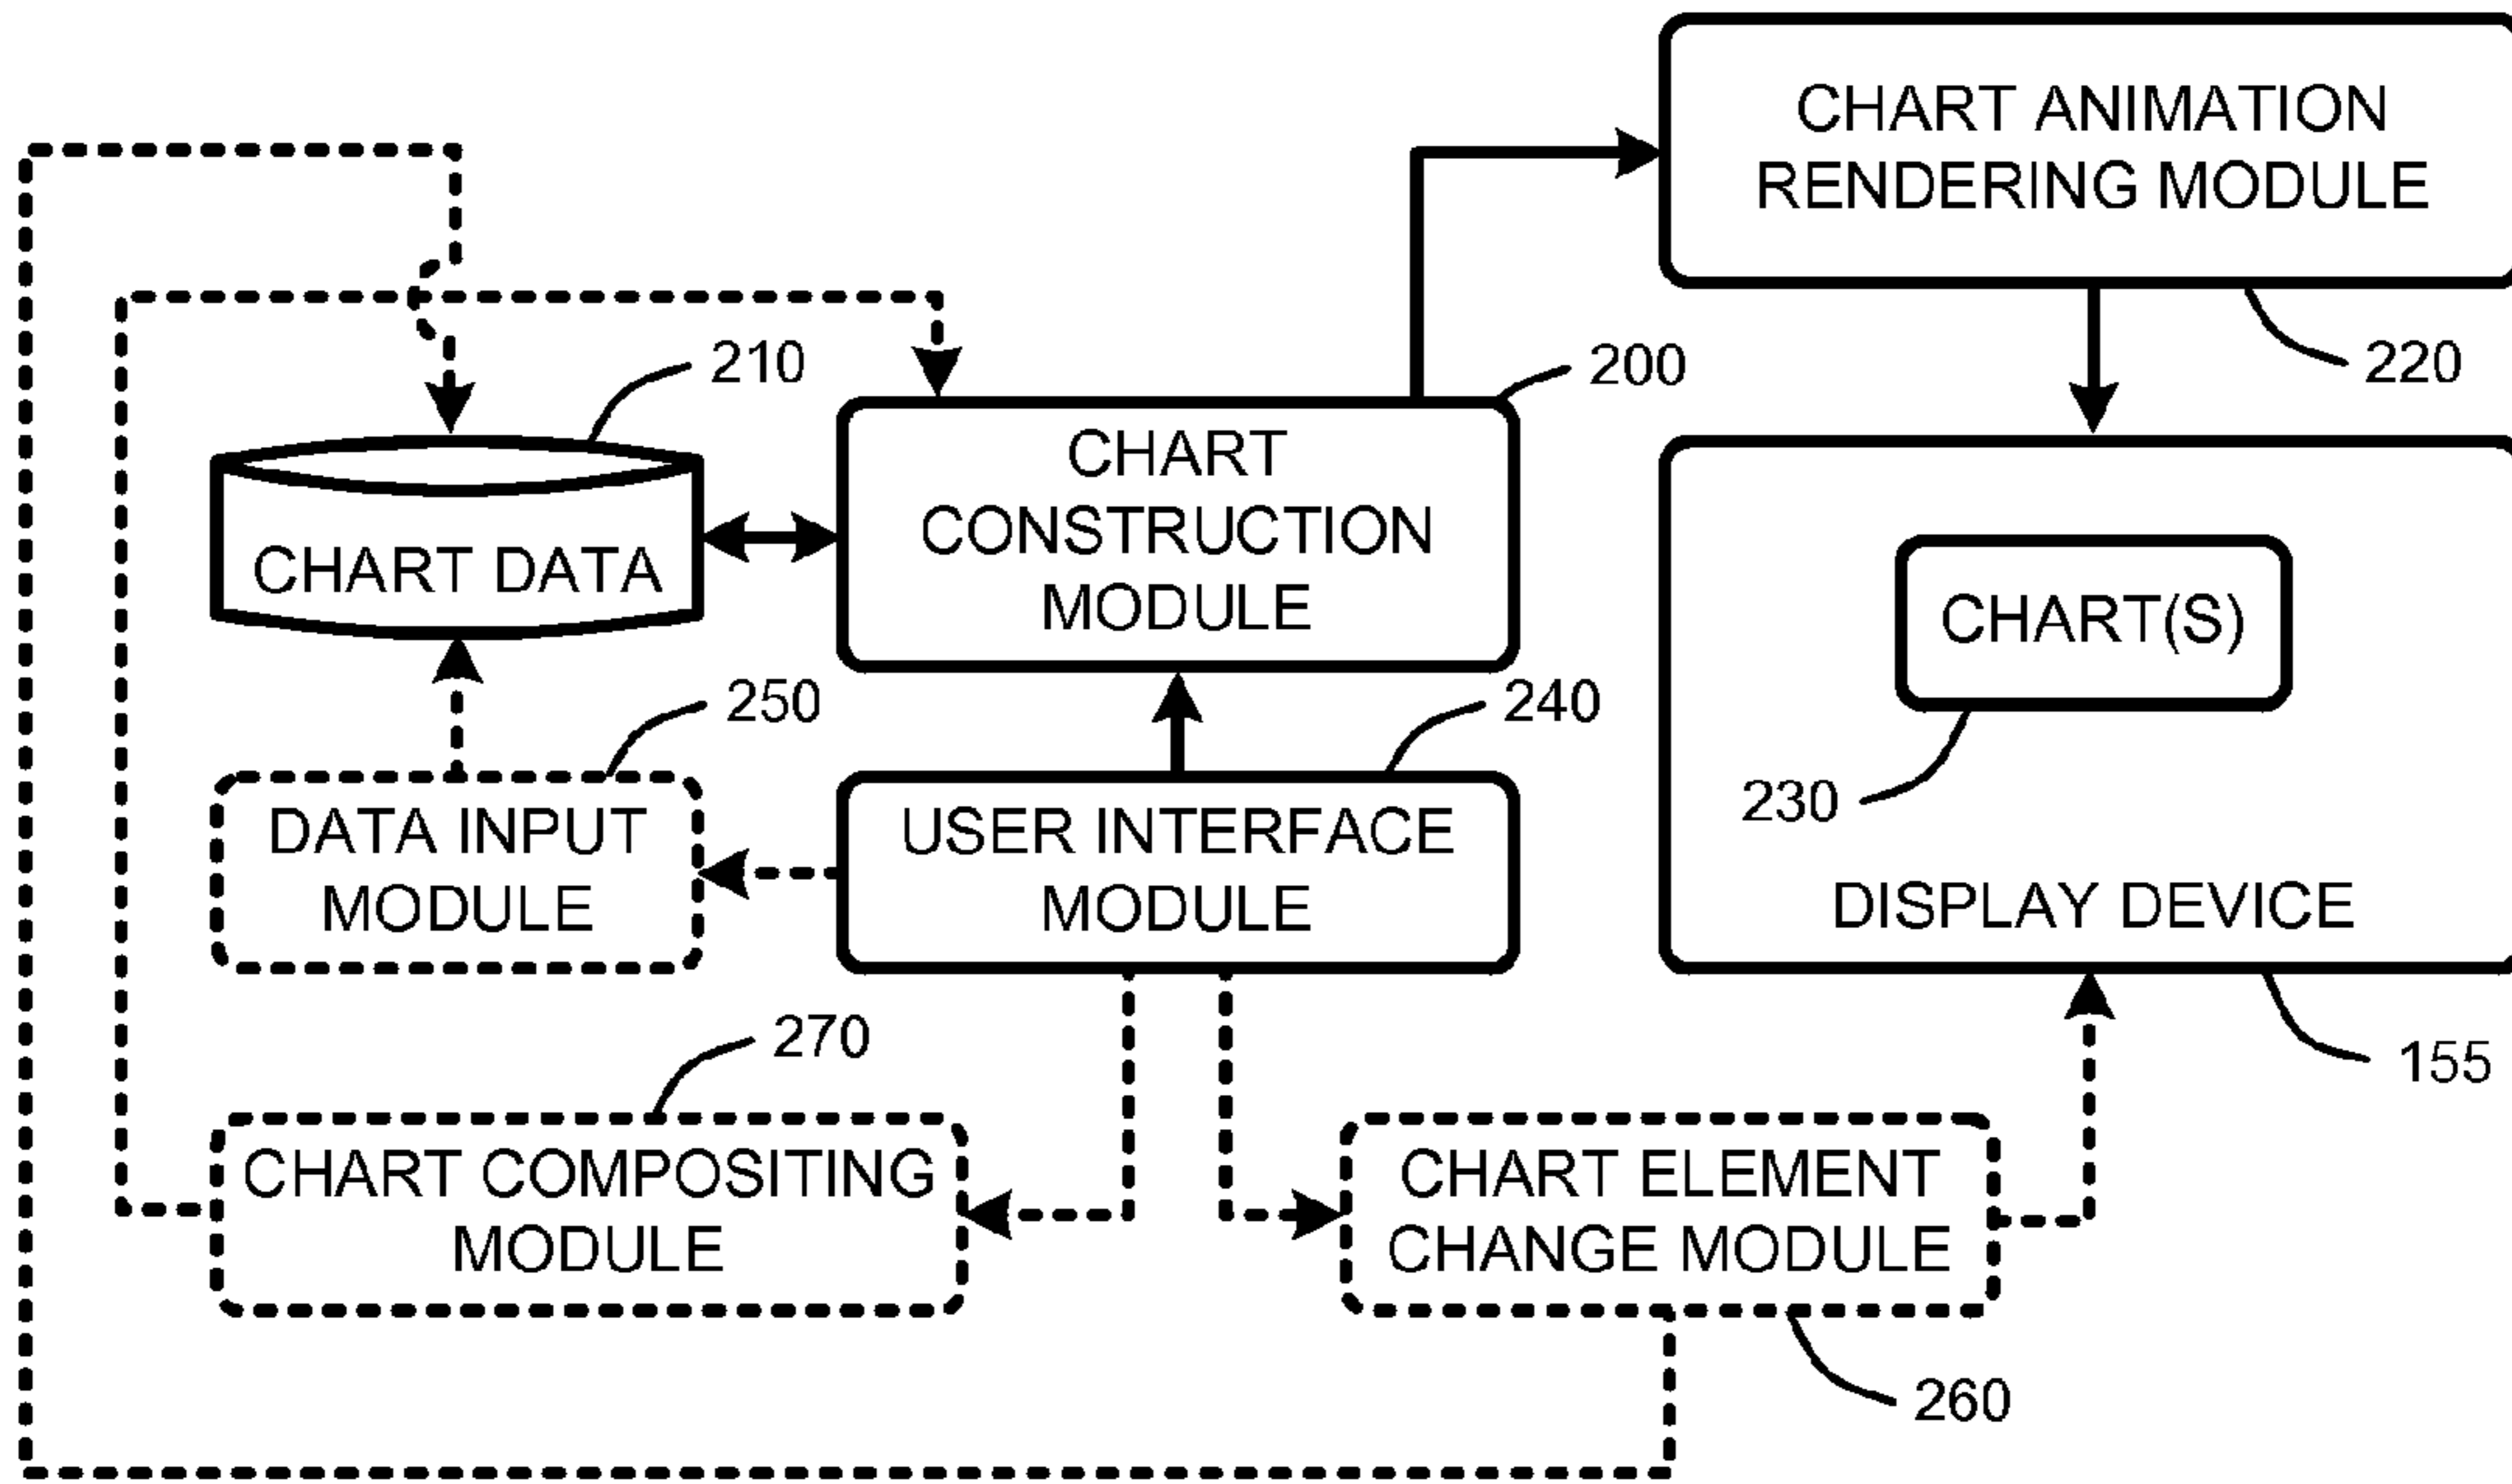 CHART ANIMATION
RENDERING MODULE
220
210
200
CHART
CONSTRUCTION
MODULE
CHART DATA
CHART(S)
230
DISPLAY DEVICE
155
250
240
DATA INPUT
MODULE
USER INTERFACE
MODULE
270
CHART COMPOSITING
MODULE
CHART ELEMENT
CHANGE MODULE
260